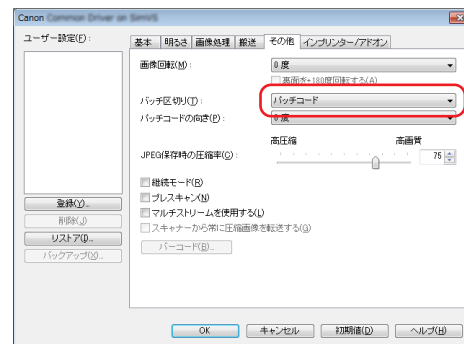 Canon Common Driver on SimVS
ユーザー設定(F):
基本 明るさ 画像処理 搬送 その他 インプリンター/アドオン
画像回転(M): 0 度
裏面を+180度回転する(A)
バッチ区切り(T): パッチコード
パッチコードの向き(P): 0 度
高圧縮 高画質
JPEG保存時の圧縮率(C): 75
継続モード(R)
プレスキャン(N)
マルチストリームを使用する(L)
スキャナーから常に圧縮画像を転送する(G)
バーコード(B)...
登録(Y)...
削除(J)
リストア(I)...
バックアップ(X)...
OK キャンセル 初期値(D) ヘルプ(H)